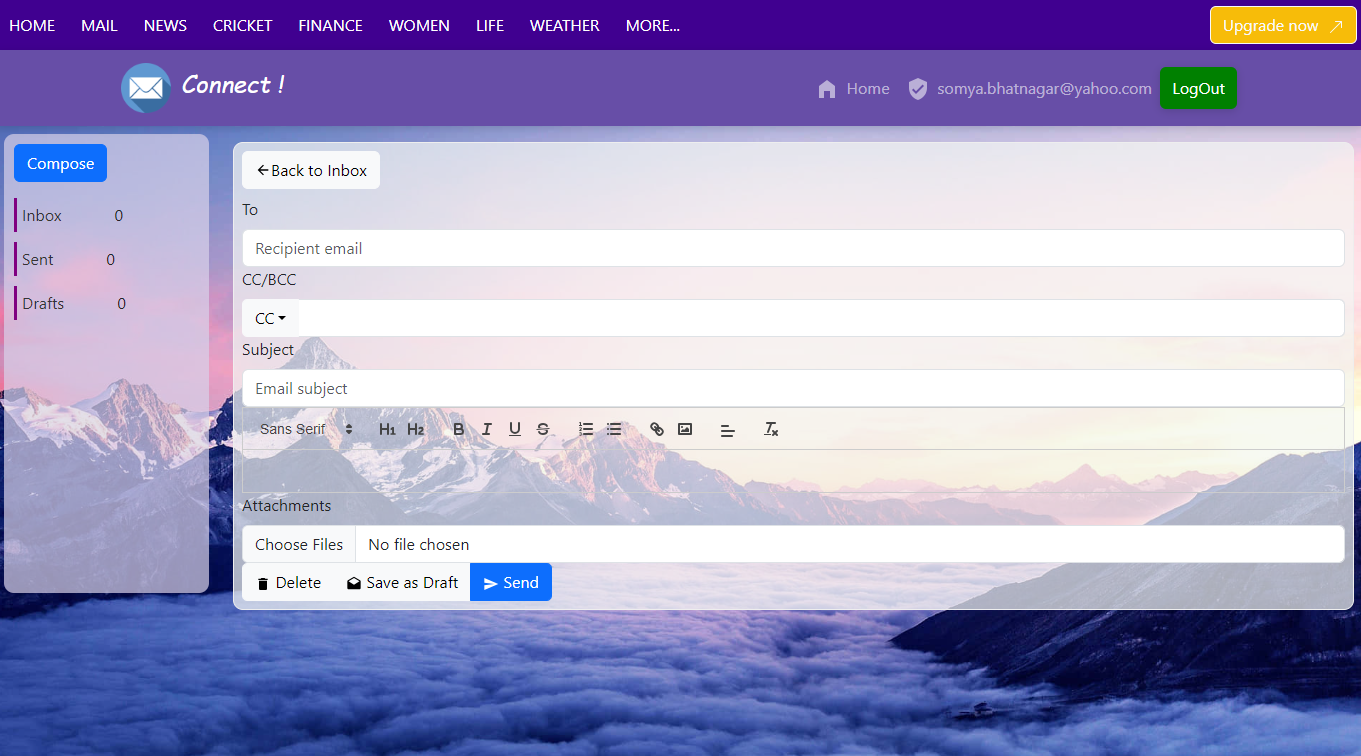 HOME MAIL NEWS CRICKET FINANCE WOMEN LIFE WEATHER MORE... Upgrade now
Connect ! Home somya.bhatnagar@yahoo.com LogOut
Compose
Inbox 0
Sent 0
Drafts 0
Back to Inbox
To
Recipient email
CC/BCC
CC
Subject
Email subject
Sans Serif H1 H2 B I U S
Attachments
Choose Files No file chosen
Delete Save as Draft Send